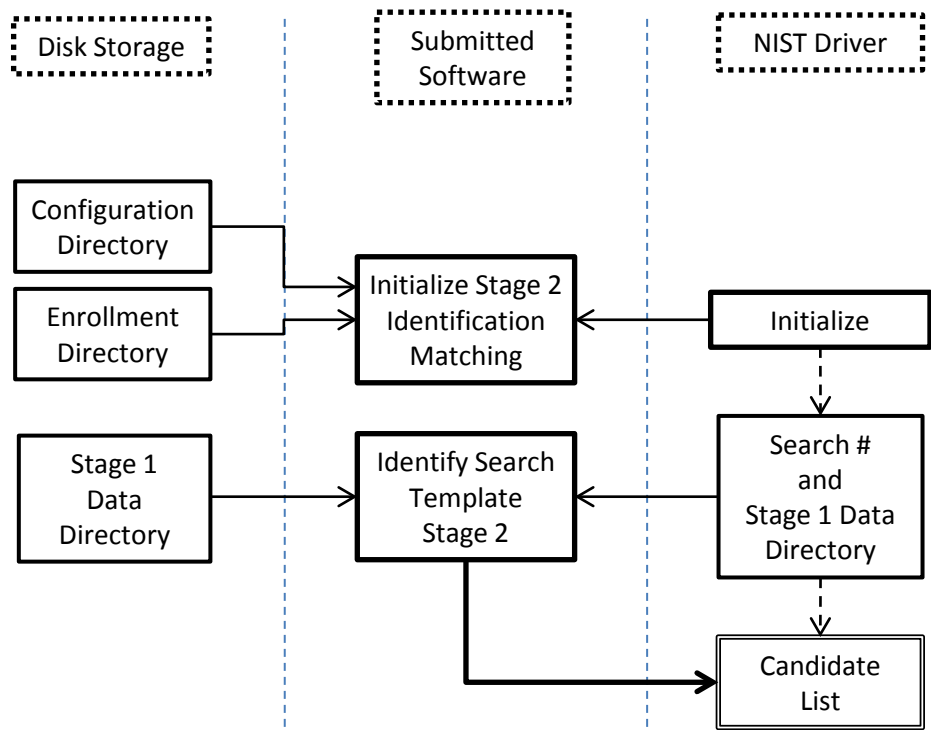 Disk Storage
Submitted
Software
NIST Driver
Configuration
Directory
Enrollment
Directory
Initialize Stage 2
Identification
Matching
Initialize
Stage 1
Data
Directory
Identify Search
Template
Stage 2
Search #
and
Stage 1 Data
Directory
Candidate
List